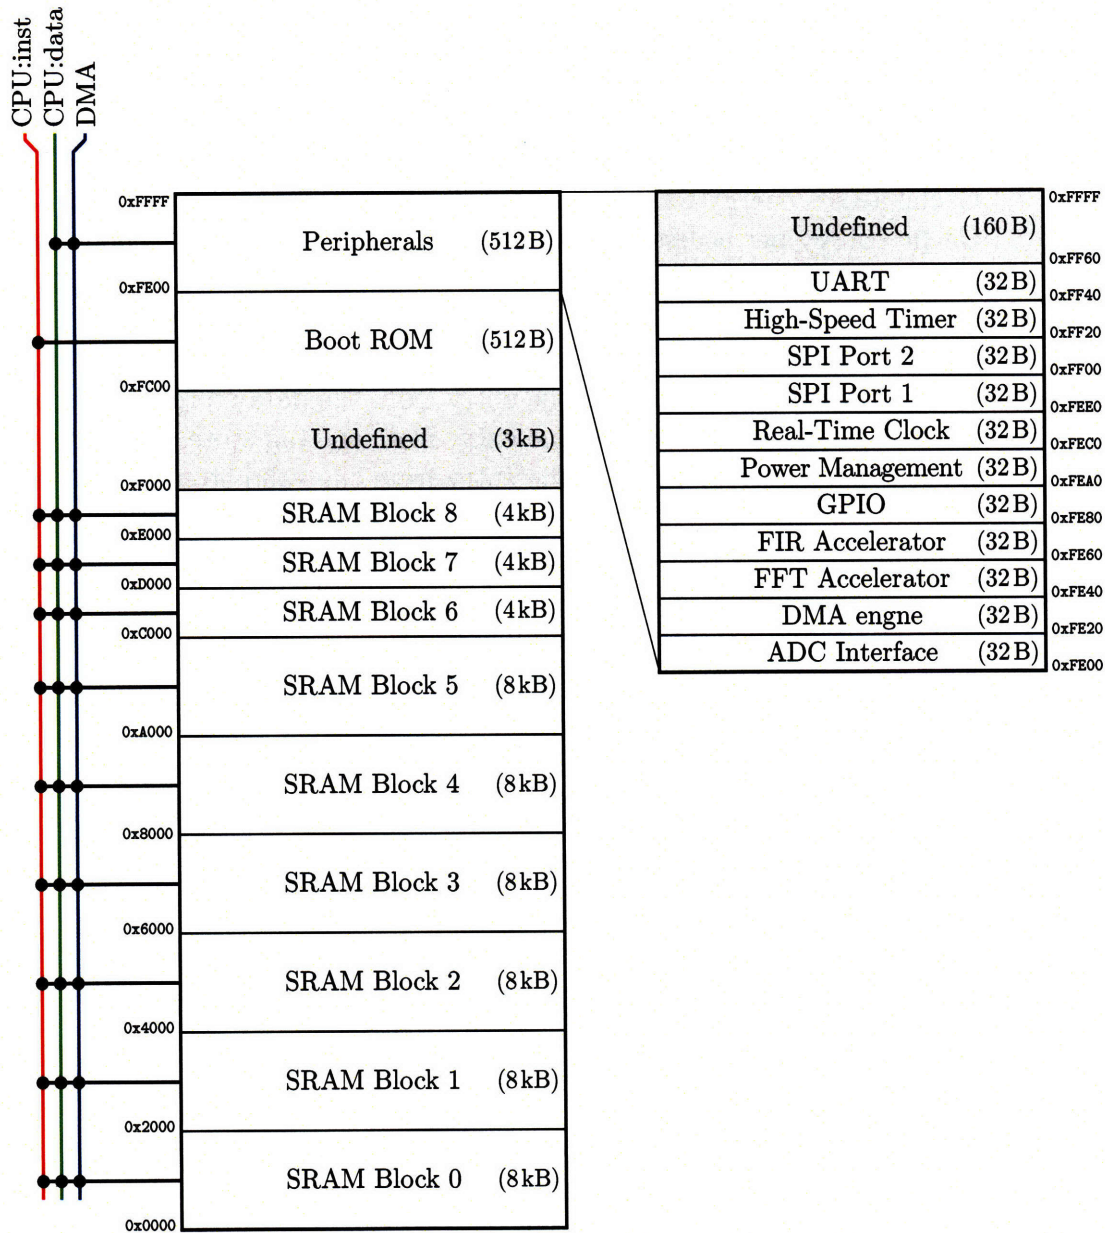 CPU:inst
CPU:data
DMA
0xFFFF
Peripherals (512B)
0xFE00
Boot ROM (512B)
0xFC00
Undefined (3kB)
0xF000
SRAM Block 8 (4kB)
0xE000
SRAM Block 7 (4kB)
0xD000
SRAM Block 6 (4kB)
0xC000
SRAM Block 5 (8kB)
0xA000
SRAM Block 4 (8kB)
0x8000
SRAM Block 3 (8kB)
0x6000
SRAM Block 2 (8kB)
0x4000
SRAM Block 1 (8kB)
0x2000
SRAM Block 0 (8kB)
0x0000
0xFFFF
Undefined (160B)
0xFF60
UART (32B)
0xFF40
High-Speed Timer (32B)
0xFF20
SPI Port 2 (32B)
0xFF00
SPI Port 1 (32B)
0xFEE0
Real-Time Clock (32B)
0xFEC0
Power Management (32B)
0xFEA0
GPIO (32B)
0xFE80
FIR Accelerator (32B)
0xFE60
FFT Accelerator (32B)
0xFE40
DMA engne (32B)
0xFE20
ADC Interface (32B)
0xFE00